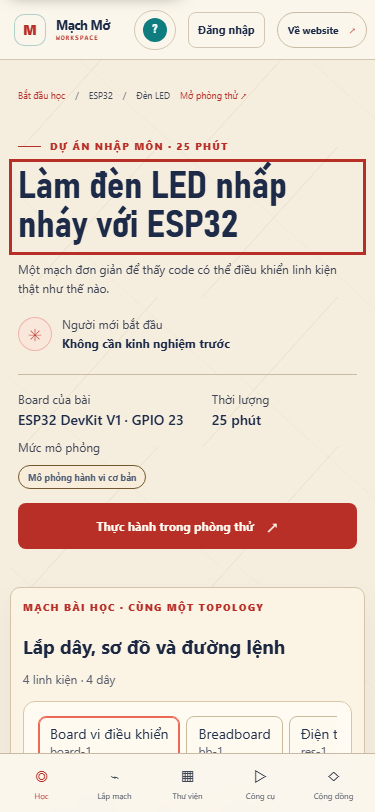 M
Mạch Mở
WORKSPACE
?
Đăng nhập
Về website ↗
Bắt đầu học / ESP32 / Đèn LED Mở phòng thử ↗
DỰ ÁN NHẬP MÔN · 25 PHÚT
Làm đèn LED nhấp
nháy với ESP32
Một mạch đơn giản để thấy code có thể điều khiển linh kiện
thật như thế nào.
Người mới bắt đầu
Không cần kinh nghiệm trước
Board của bài
ESP32 DevKit V1 · GPIO 23
Thời lượng
25 phút
Mức mô phỏng
Mô phỏng hành vi cơ bản
Thực hành trong phòng thử ↗
MẠCH BÀI HỌC · CÙNG MỘT TOPOLOGY
Lắp dây, sơ đồ và đường lệnh
4 linh kiện · 4 dây
Board vi điều khiển
board-1
Breadboard
bb-1
Điện t
res-1
Học
Lắp mạch
Thư viện
Công cụ
Cộng đồng